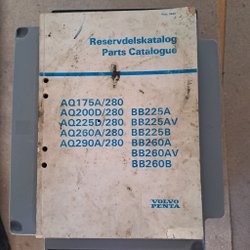 Reservdelskatalog
Parts Catalogue
AQ175A/280
AQ200D/280 BB225A
AQ225D/280 BB225AV
AQ260A/280 BB225B
AQ290A/280 BB260A
BB260AV
BB260B
VOLVO
PENTA